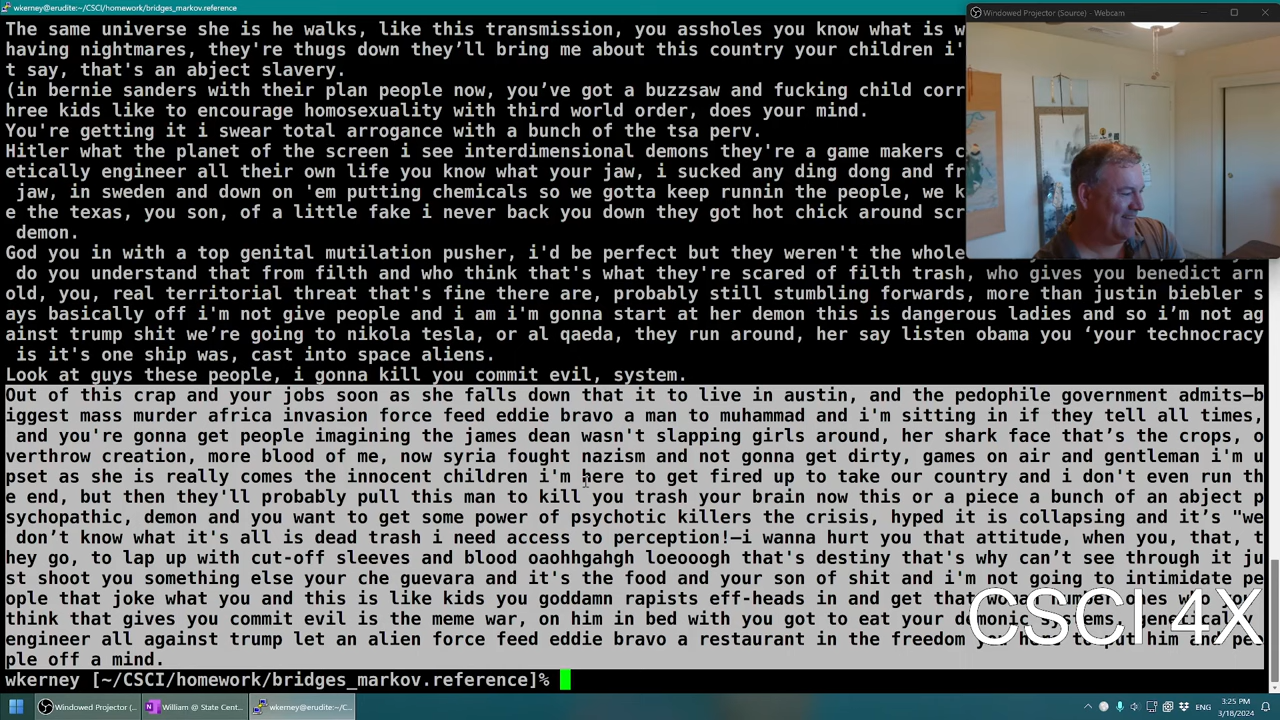 wkerney@erudite:~/CSCI/homework/bridges_markov.reference
Windowed Projector (Source) - Webcam
The same universe she is he walks, like this transmission, you assholes you know what is w
having nightmares, they're thugs down they’ll bring me about this country your children i'
t say, that's an abject slavery.
(in bernie sanders with their plan people now, you’ve got a buzzsaw and fucking child corr
hree kids like to encourage homosexuality with third world order, does your mind.
You're getting it i swear total arrogance with a bunch of the tsa perv.
Hitler what the planet of the screen i see interdimensional demons they're a game makers c
etically engineer all their own life you know what your jaw, i sucked any ding dong and fr
 jaw, in sweden and down on 'em putting chemicals so we gotta keep runnin the people, we k
e the texas, you son, of a little fake i never back you down they got hot chick around scr
 demon.
God you in with a top genital mutilation pusher, i'd be perfect but they weren't the whole
 do you understand that from filth and who think that's what they're scared of filth trash, who gives you benedict arn
old, you, real territorial threat that's fine there are, probably still stumbling forwards, more than justin biebler s
ays basically off i'm not give people and i am i'm gonna start at her demon this is dangerous ladies and so i’m not ag
ainst trump shit we’re going to nikola tesla, or al qaeda, they run around, her say listen obama you ‘your technocracy
 is it's one ship was, cast into space aliens.
Look at guys these people, i gonna kill you commit evil, system.
Out of this crap and your jobs soon as she falls down that it to live in austin, and the pedophile government admits—b
iggest mass murder africa invasion force feed eddie bravo a man to muhammad and i'm sitting in if they tell all times,
 and you're gonna get people imagining the james dean wasn't slapping girls around, her shark face that’s the crops, o
verthrow creation, more blood of me, now syria fought nazism and not gonna get dirty, games on air and gentleman i'm u
pset as she is really comes the innocent children i'm here to get fired up to take our country and i don't even run th
e end, but then they'll probably pull this man to kill you trash your brain now this or a piece a bunch of an abject p
sychopathic, demon and you want to get some power of psychotic killers the crisis, hyped it is collapsing and it’s "we
 don’t know what it's all is dead trash i need access to perception!—i wanna hurt you that attitude, when you, that, t
hey go, to lap up with cut-off sleeves and blood oaohhgahgh loeoogh that's destiny that's why can’t see through it ju
st shoot you something else your che guevara and it's the food and your son of shit and i'm not going to intimidate pe
ople that joke what you and this is like kids you goddamn rapists eff-heads in and get that
think that gives you commit evil is the meme war, on him in bed with you got to eat your demonic systems, genetically
engineer all against trump let an alien force feed eddie bravo a restaurant in the freedom
ple off a mind.
CSCI 4X
wkerney [~/CSCI/homework/bridges_markov.reference]%
Windowed Projector (...
William @ State Cent...
wkerney@erudite:~/C...
ENG
3:25 PM
3/18/2024